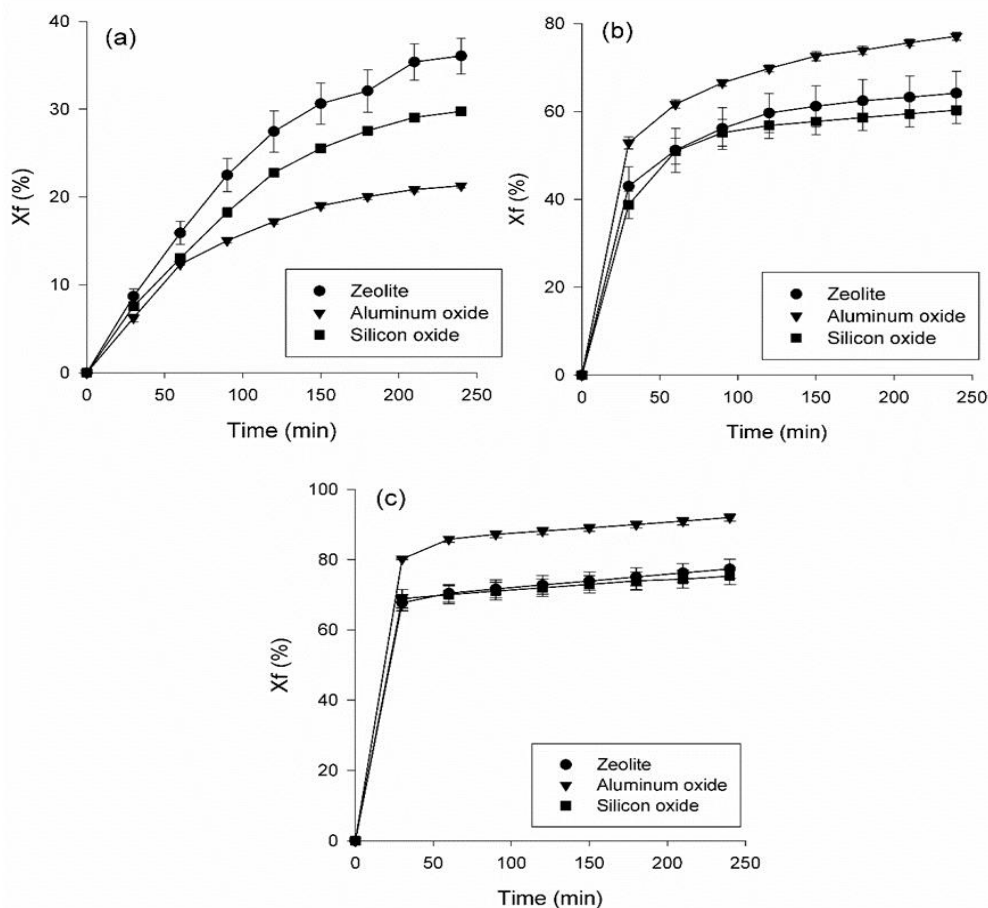 (a)
40
30
20
10
0
Xf (%)
0 50 100 150 200 250
Time (min)
Zeolite
Aluminum oxide
Silicon oxide
(b)
80
60
40
20
0
Xf (%)
0 50 100 150 200 250
Time (min)
Zeolite
Aluminum oxide
Silicon oxide
(c)
100
80
60
40
20
0
Xf (%)
0 50 100 150 200 250
Time (min)
Zeolite
Aluminum oxide
Silicon oxide